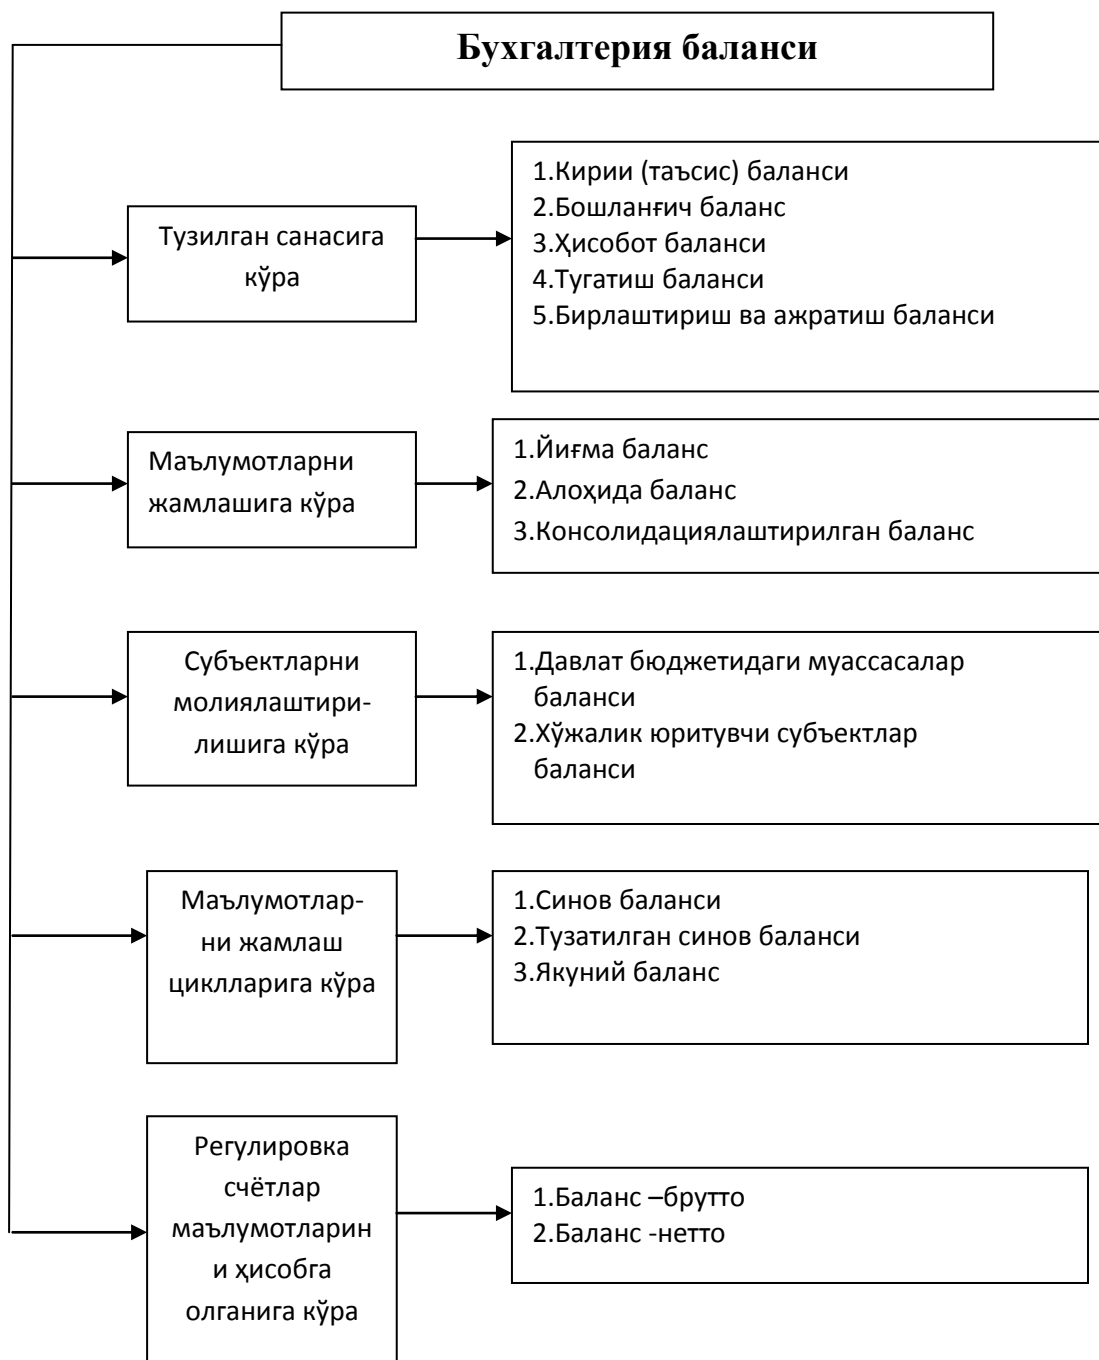 Бухгалтерия баланси
Тузилган санасига
кўра
1.Кирии (таъсис) баланси
2.Бошланғич баланс
3.Ҳисобот баланси
4.Тугатиш баланси
5.Бирлаштириш ва ажратиш баланси
Маълумотларни
жамлашига кўра
1.Йиғма баланс
2.Алоҳида баланс
3.Консолидациялаштирилган баланс
Субъектларни
молиялаштири-
лишига кўра
1.Давлат бюджетидаги муассасалар
баланси
2.Хўжалик юритувчи субъектлар
баланси
Маълумотлар-
ни жамлаш
циклларига кўра
1.Синов баланси
2.Тузатилган синов баланси
3.Якуний баланс
Регулировка
счётлар
маълумотларин
и ҳисобга
олганига кўра
1.Баланс –брутто
2.Баланс -нетто